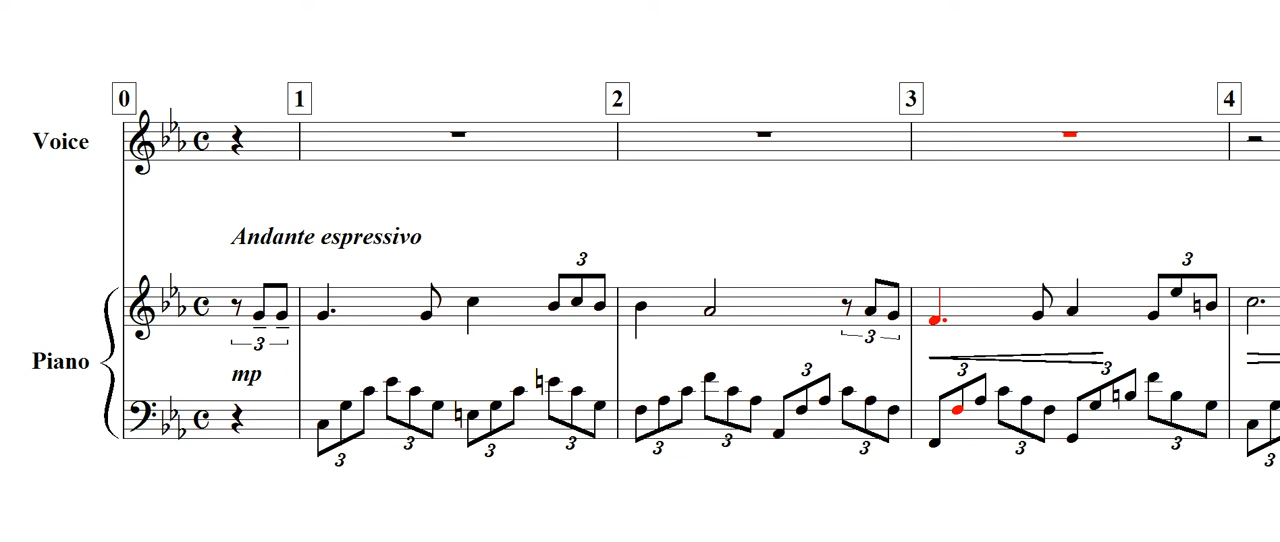 0 1 2 3 4
Voice
Andante espressivo
3 3
3 3
Piano
mp
3 3 3
3 3 3 3
3 3 3 3 3